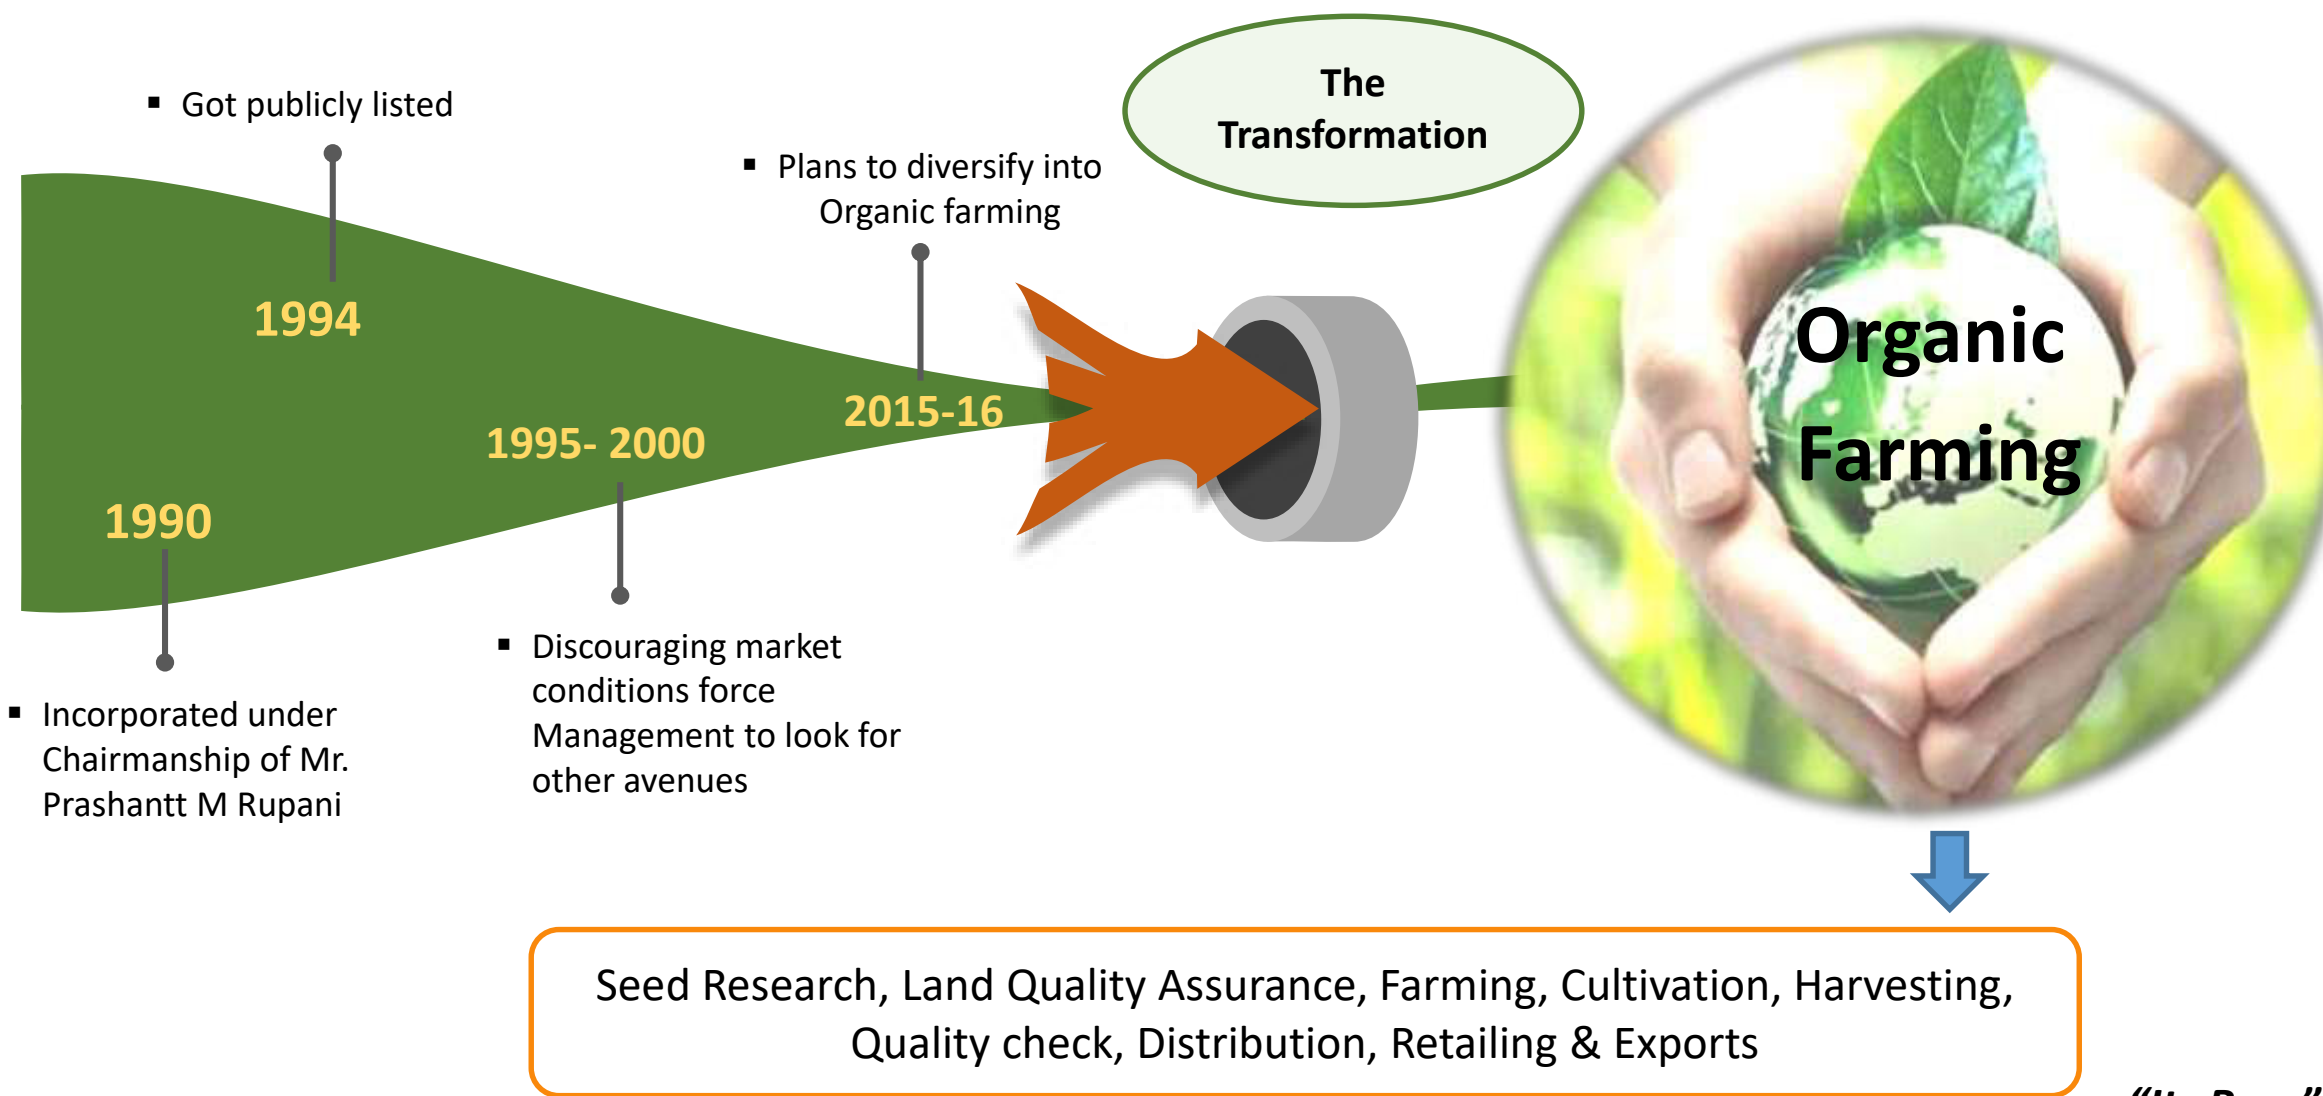 The
Transformation
▪ Got publicly listed
▪ Plans to diversify into
Organic farming
1994
2015-16
1995- 2000
1990
Organic
Farming
▪ Discouraging market
conditions force
Management to look for
other avenues
▪ Incorporated under
Chairmanship of Mr.
Prashantt M Rupani
Seed Research, Land Quality Assurance, Farming, Cultivation, Harvesting,
Quality check, Distribution, Retailing & Exports